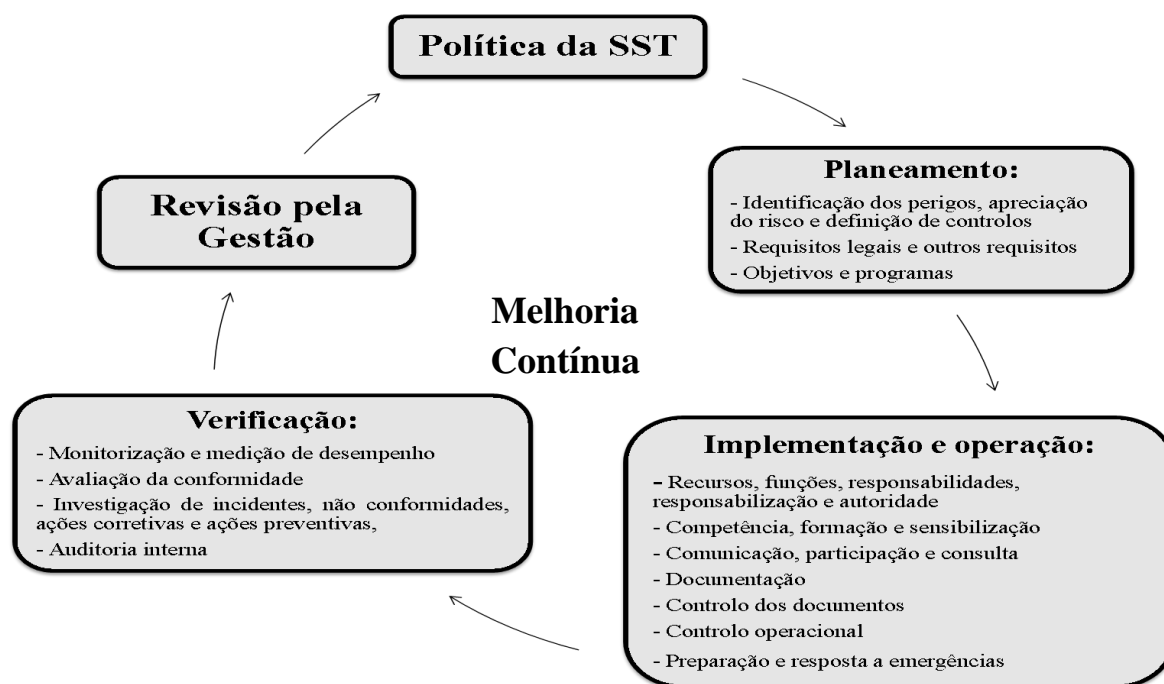 Política da SST
Planeamento:
- Identificação dos perigos, apreciação
do risco e definição de controlos
- Requisitos legais e outros requisitos
- Objetivos e programas
Implementação e operação:
- Recursos, funções, responsabilidades,
responsabilização e autoridade
- Competência, formação e sensibilização
- Comunicação, participação e consulta
- Documentação
- Controlo dos documentos
- Controlo operacional
- Preparação e resposta a emergências
Verificação:
- Monitorização e medição de desempenho
- Avaliação da conformidade
- Investigação de incidentes, não conformidades,
ações corretivas e ações preventivas,
- Auditoria interna
Revisão pela
Gestão
Melhoria
Contínua